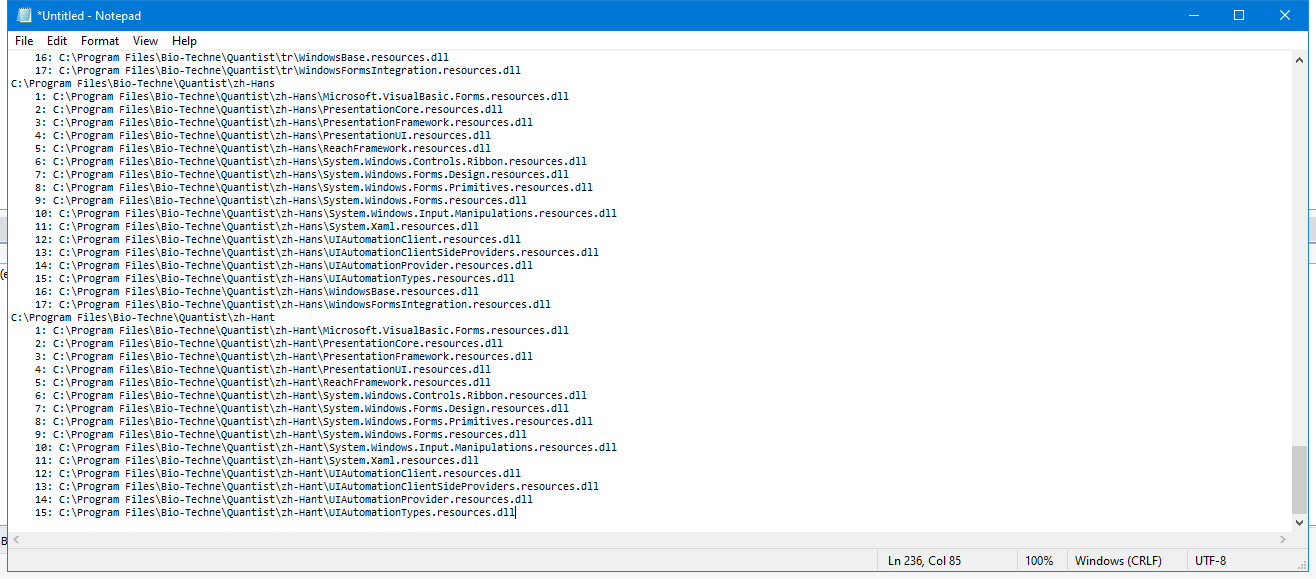 *Untitled - Notepad
File Edit Format View Help
16: C:\Program Files\Bio-Techne\Quantist\tr\WindowsBase.resources.dll
17: C:\Program Files\Bio-Techne\Quantist\tr\WindowsFormsIntegration.resources.dll
C:\Program Files\Bio-Techne\Quantist\zh-Hans
1: C:\Program Files\Bio-Techne\Quantist\zh-Hans\Microsoft.VisualBasic.Forms.resources.dll
2: C:\Program Files\Bio-Techne\Quantist\zh-Hans\PresentationCore.resources.dll
3: C:\Program Files\Bio-Techne\Quantist\zh-Hans\PresentationFramework.resources.dll
4: C:\Program Files\Bio-Techne\Quantist\zh-Hans\PresentationUI.resources.dll
5: C:\Program Files\Bio-Techne\Quantist\zh-Hans\ReachFramework.resources.dll
6: C:\Program Files\Bio-Techne\Quantist\zh-Hans\System.Windows.Controls.Ribbon.resources.dll
7: C:\Program Files\Bio-Techne\Quantist\zh-Hans\System.Windows.Forms.Design.resources.dll
8: C:\Program Files\Bio-Techne\Quantist\zh-Hans\System.Windows.Forms.Primitives.resources.dll
9: C:\Program Files\Bio-Techne\Quantist\zh-Hans\System.Windows.Forms.resources.dll
10: C:\Program Files\Bio-Techne\Quantist\zh-Hans\System.Windows.Input.Manipulations.resources.dll
11: C:\Program Files\Bio-Techne\Quantist\zh-Hans\System.Xaml.resources.dll
12: C:\Program Files\Bio-Techne\Quantist\zh-Hans\UIAutomationClient.resources.dll
13: C:\Program Files\Bio-Techne\Quantist\zh-Hans\UIAutomationClientSideProviders.resources.dll
14: C:\Program Files\Bio-Techne\Quantist\zh-Hans\UIAutomationProvider.resources.dll
15: C:\Program Files\Bio-Techne\Quantist\zh-Hans\UIAutomationTypes.resources.dll
16: C:\Program Files\Bio-Techne\Quantist\zh-Hans\WindowsBase.resources.dll
17: C:\Program Files\Bio-Techne\Quantist\zh-Hans\WindowsFormsIntegration.resources.dll
C:\Program Files\Bio-Techne\Quantist\zh-Hant
1: C:\Program Files\Bio-Techne\Quantist\zh-Hant\Microsoft.VisualBasic.Forms.resources.dll
2: C:\Program Files\Bio-Techne\Quantist\zh-Hant\PresentationCore.resources.dll
3: C:\Program Files\Bio-Techne\Quantist\zh-Hant\PresentationFramework.resources.dll
4: C:\Program Files\Bio-Techne\Quantist\zh-Hant\PresentationUI.resources.dll
5: C:\Program Files\Bio-Techne\Quantist\zh-Hant\ReachFramework.resources.dll
6: C:\Program Files\Bio-Techne\Quantist\zh-Hant\System.Windows.Controls.Ribbon.resources.dll
7: C:\Program Files\Bio-Techne\Quantist\zh-Hant\System.Windows.Forms.Design.resources.dll
8: C:\Program Files\Bio-Techne\Quantist\zh-Hant\System.Windows.Forms.Primitives.resources.dll
9: C:\Program Files\Bio-Techne\Quantist\zh-Hant\System.Windows.Forms.resources.dll
10: C:\Program Files\Bio-Techne\Quantist\zh-Hant\System.Windows.Input.Manipulations.resources.dll
11: C:\Program Files\Bio-Techne\Quantist\zh-Hant\System.Xaml.resources.dll
12: C:\Program Files\Bio-Techne\Quantist\zh-Hant\UIAutomationClient.resources.dll
13: C:\Program Files\Bio-Techne\Quantist\zh-Hant\UIAutomationClientSideProviders.resources.dll
14: C:\Program Files\Bio-Techne\Quantist\zh-Hant\UIAutomationProvider.resources.dll
15: C:\Program Files\Bio-Techne\Quantist\zh-Hant\UIAutomationTypes.resources.dll
Ln 236, Col 85 100% Windows (CRLF) UTF-8